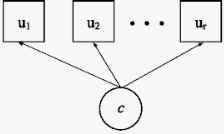 u1 u2 • • • ur
c